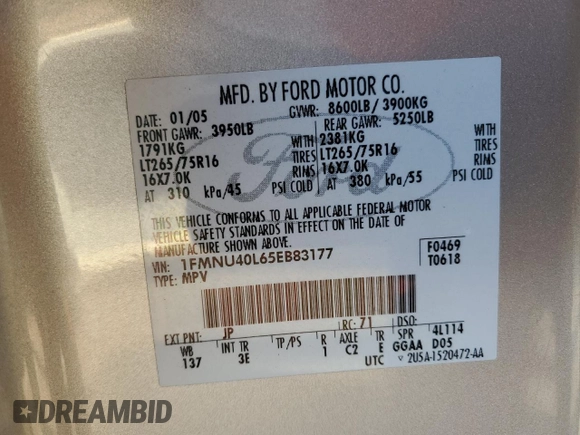 MFD. BY FORD MOTOR CO.
DATE: 01/05 GVWR: 8600LB/3900KG
FRONT GAWR: 3950LB REAR GAWR: 5250LB
1791KG WITH 2381KG WITH
LT265/75R16 TIRES LT265/75R16 TIRES
16X7.0K RIMS 16X7.0K RIMS
AT 310 kPa/45 PSI COLD AT 380 kPa/55 PSI COLD
Ford
THIS VEHICLE CONFORMS TO ALL APPLICABLE FEDERAL MOTOR
VEHICLE SAFETY STANDARDS IN EFFECT ON THE DATE OF
MANUFACTURE SHOWN ABOVE.
VIN: 1FMNU40L65EB83177 F0469
TYPE: MPV T0618
EXT PNT: JP RC: 71 DSO:
WB INT TR TP/PS R AXLE TR SPR 4L114
137 3E 1 C2 E GGAA D05
UTC 2U5A-1520472-AA
DREAMBID